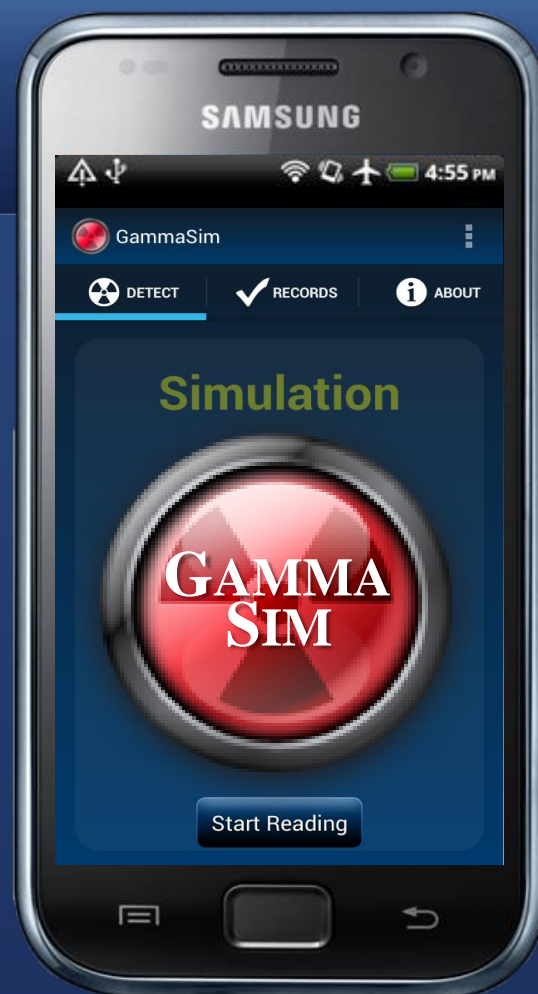 SAMSUNG
4:55 PM
GammaSim
DETECT RECORDS i ABOUT
Simulation
GAMMA
SIM
Start Reading